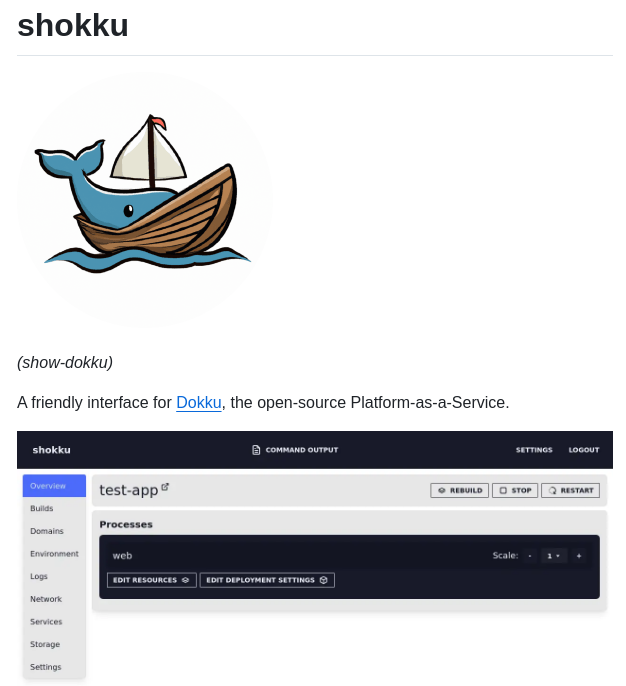 shokku
(show-dokku)
A friendly interface for Dokku, the open-source Platform-as-a-Service.
shokku
COMMAND OUTPUT
SETTINGS
LOGOUT
Overview
Builds
Domains
Environment
Logs
Network
Services
Storage
Settings
test-app
REBUILD
STOP
RESTART
Processes
web
Scale: - 1 +
EDIT RESOURCES
EDIT DEPLOYMENT SETTINGS